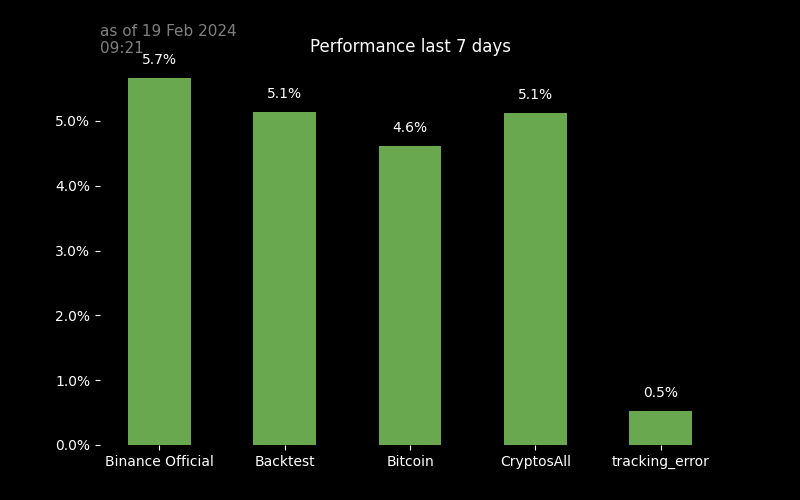 as of 19 Feb 2024
09:21
Performance last 7 days
5.7%
5.1%
4.6%
5.1%
0.5%
5.0%
4.0%
3.0%
2.0%
1.0%
0.0%
Binance Official
Backtest
Bitcoin
CryptosAll
tracking_error